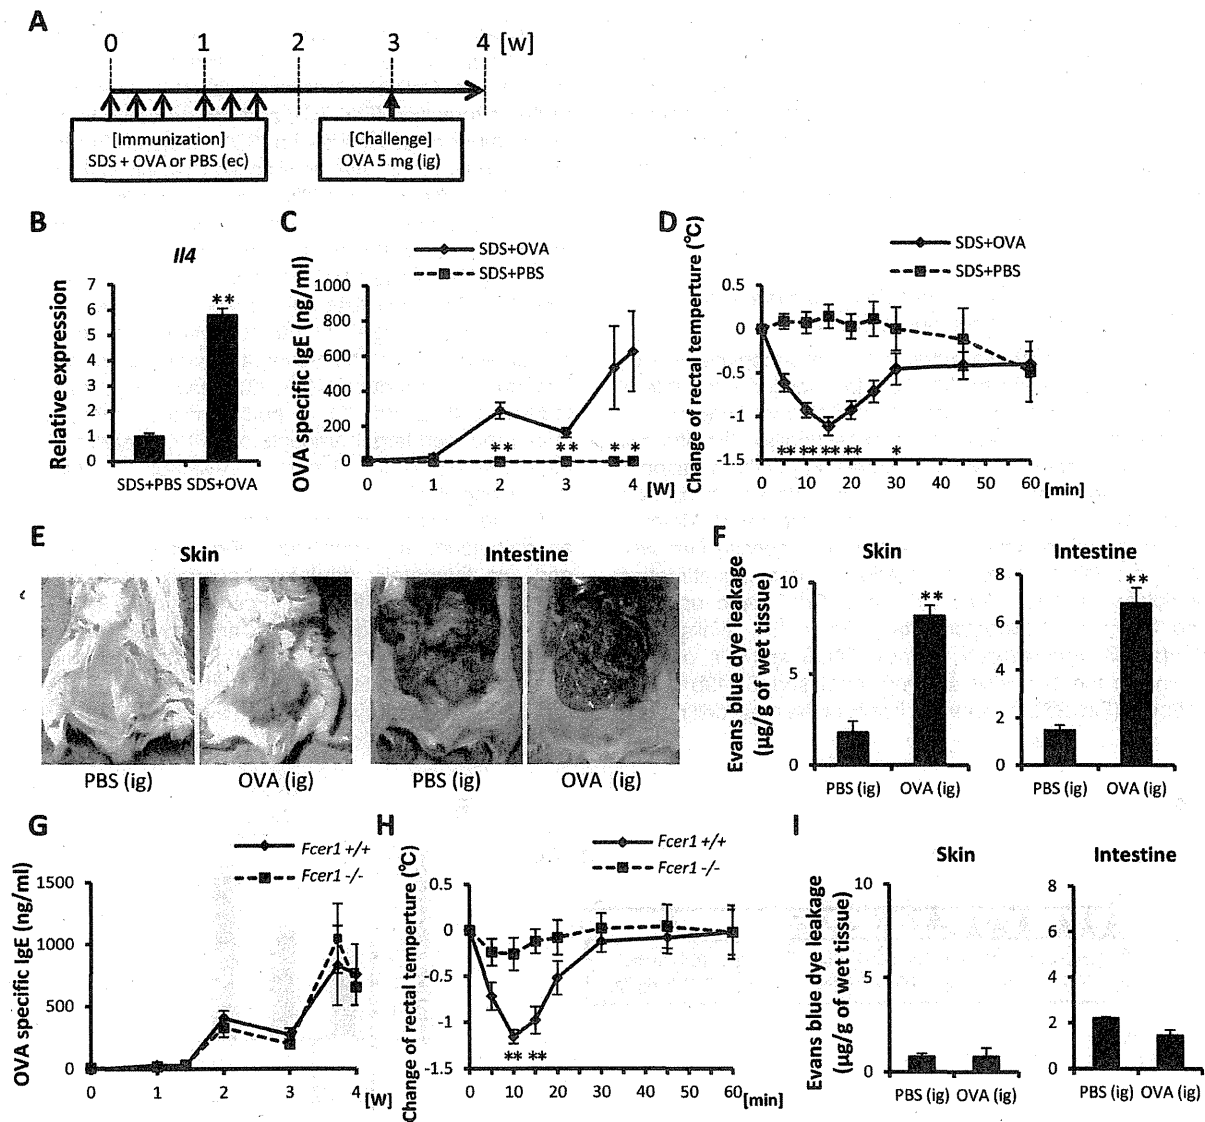 A
0 1 2 3 4 [w]
[Immunization]
SDS + OVA or PBS (ec)
[Challenge]
OVA 5 mg (ig)
B
Il4
Relative expression
7
6
5
4
3
2
1
0
**
SDS+PBS SDS+OVA
C
SDS+OVA
SDS+PBS
OVA specific IgE (ng/ml)
1000
800
600
400
200
0
** ** * *
0 1 2 3 4 [W]
D
SDS+OVA
SDS+PBS
Change of rectal temperture (℃)
0.5
0
-0.5
-1
-1.5
** ** ** ** *
0 10 20 30 40 50 60 [min]
E
Skin
Intestine
PBS (ig) OVA (ig) PBS (ig) OVA (ig)
F
Skin
Evans blue dye leakage
(μg/g of wet tissue)
10
5
0
**
PBS (ig) OVA (ig)
Intestine
8
6
4
2
0
**
PBS (ig) OVA (ig)
G
Fcer1 +/+
Fcer1 -/-
OVA specific IgE (ng/ml)
1500
1000
500
0
0 1 2 3 4 [W]
H
Fcer1 +/+
Fcer1 -/-
Change of rectal temperture (℃)
0.5
0
-0.5
-1
-1.5
** **
0 10 20 30 40 50 60 [min]
I
Skin
Evans blue dye leakage
(μg/g of wet tissue)
10
5
0
PBS (ig) OVA (ig)
Intestine
8
6
4
2
0
PBS (ig) OVA (ig)